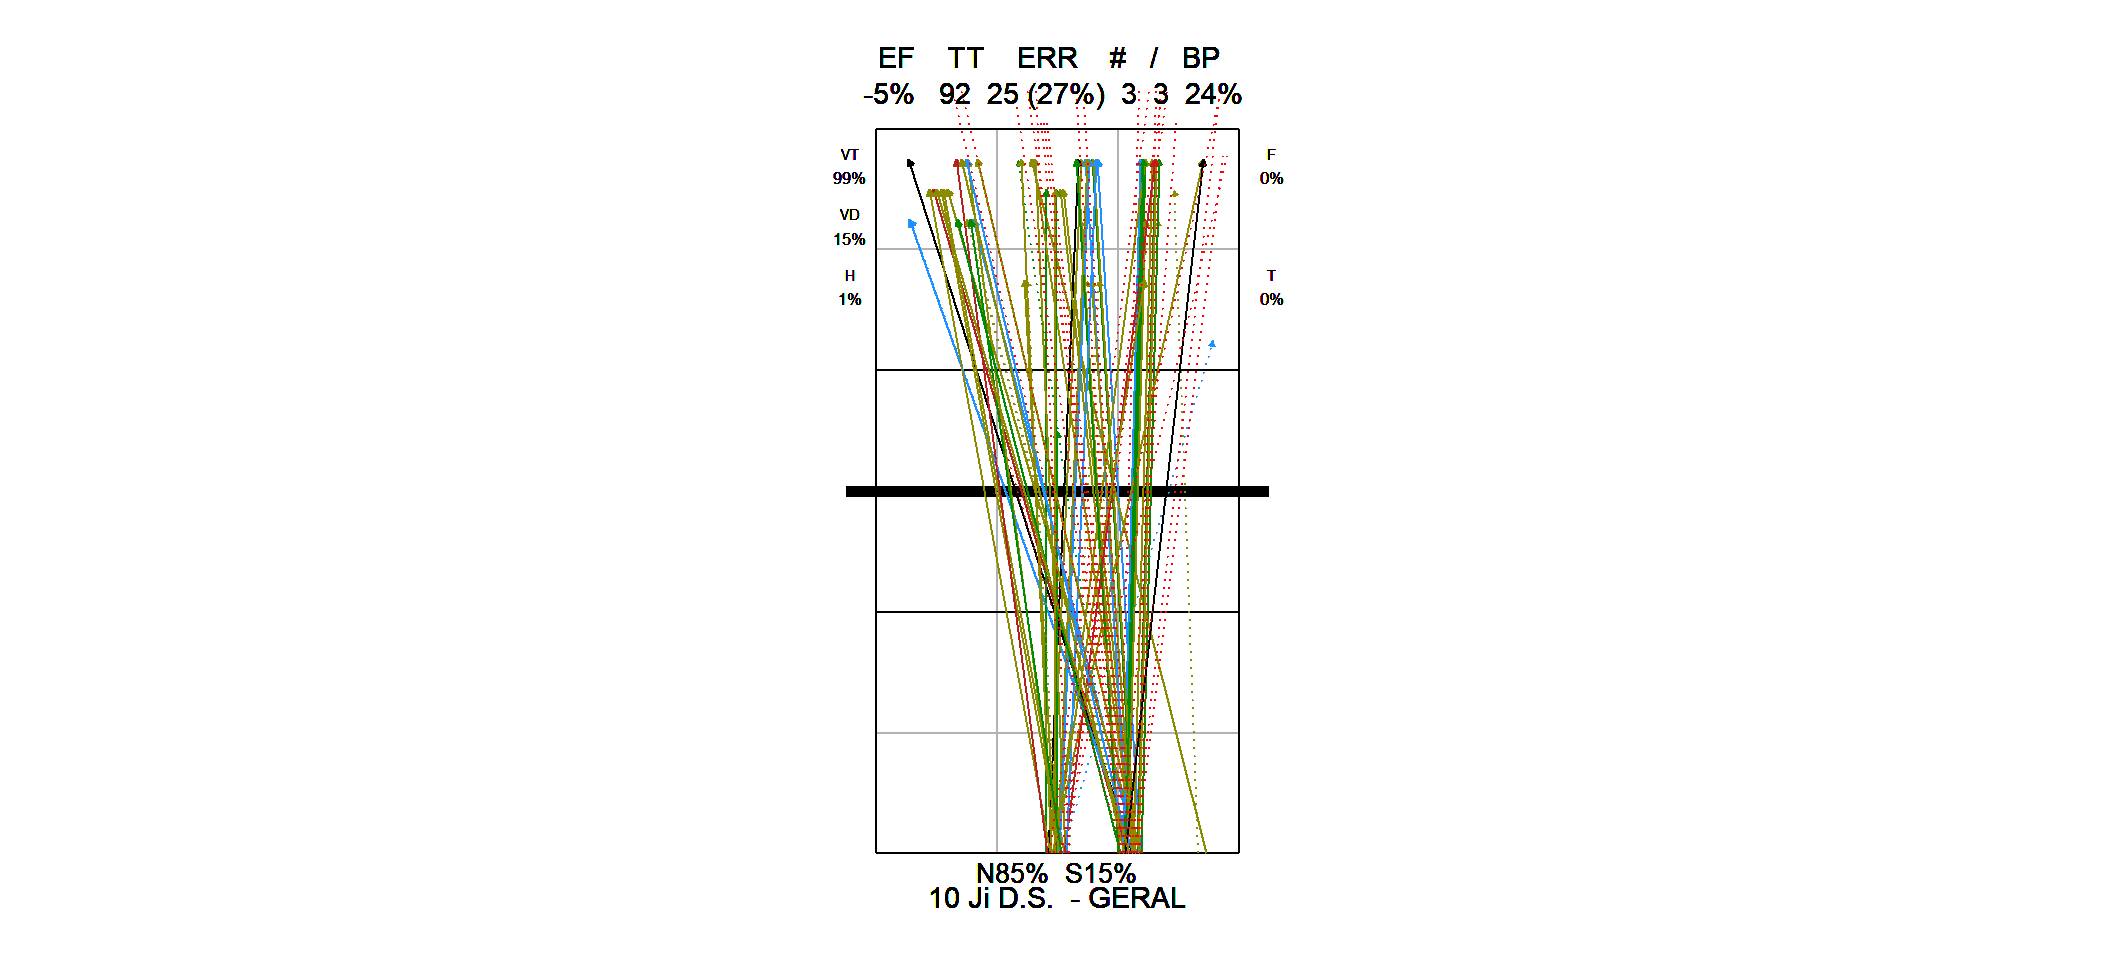 EF TT ERR # / BP
-5% 92 25 (27%) 3 3 24%
VT
99%
VD
15%
H
1%
F
0%
T
0%
N85% S15%
10 Ji D.S. - GERAL